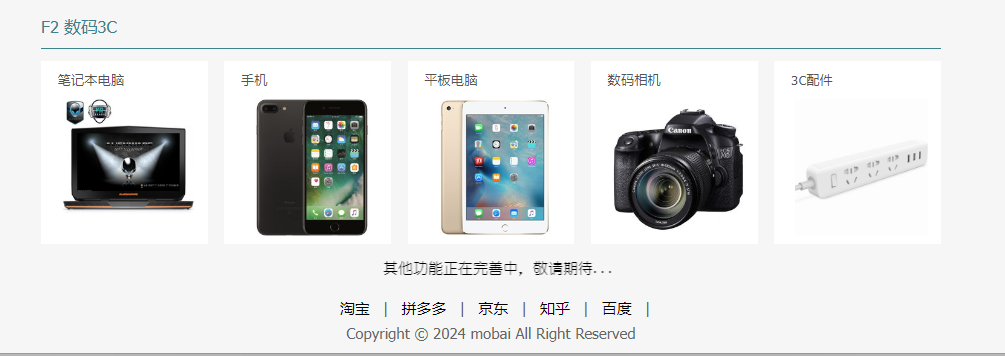 F2 数码3C
笔记本电脑
手机
平板电脑
数码相机
3C配件
Canon
其他功能正在完善中，敬请期待...
淘宝 | 拼多多 | 京东 | 知乎 | 百度 |
Copyright © 2024 mobai All Right Reserved